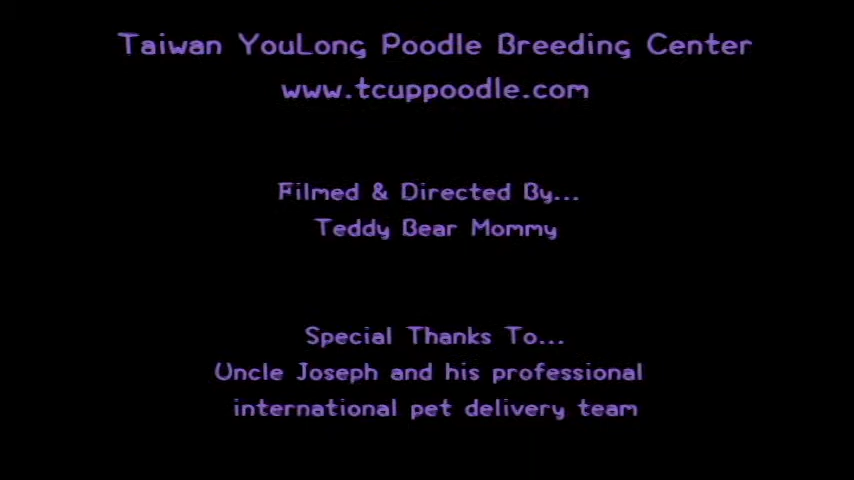 Taiwan YouLong Poodle Breeding Center
www.tcuppoodle.com
Filmed & Directed By...
Teddy Bear Mommy
Special Thanks To...
Uncle Joseph and his professional
international pet delivery team